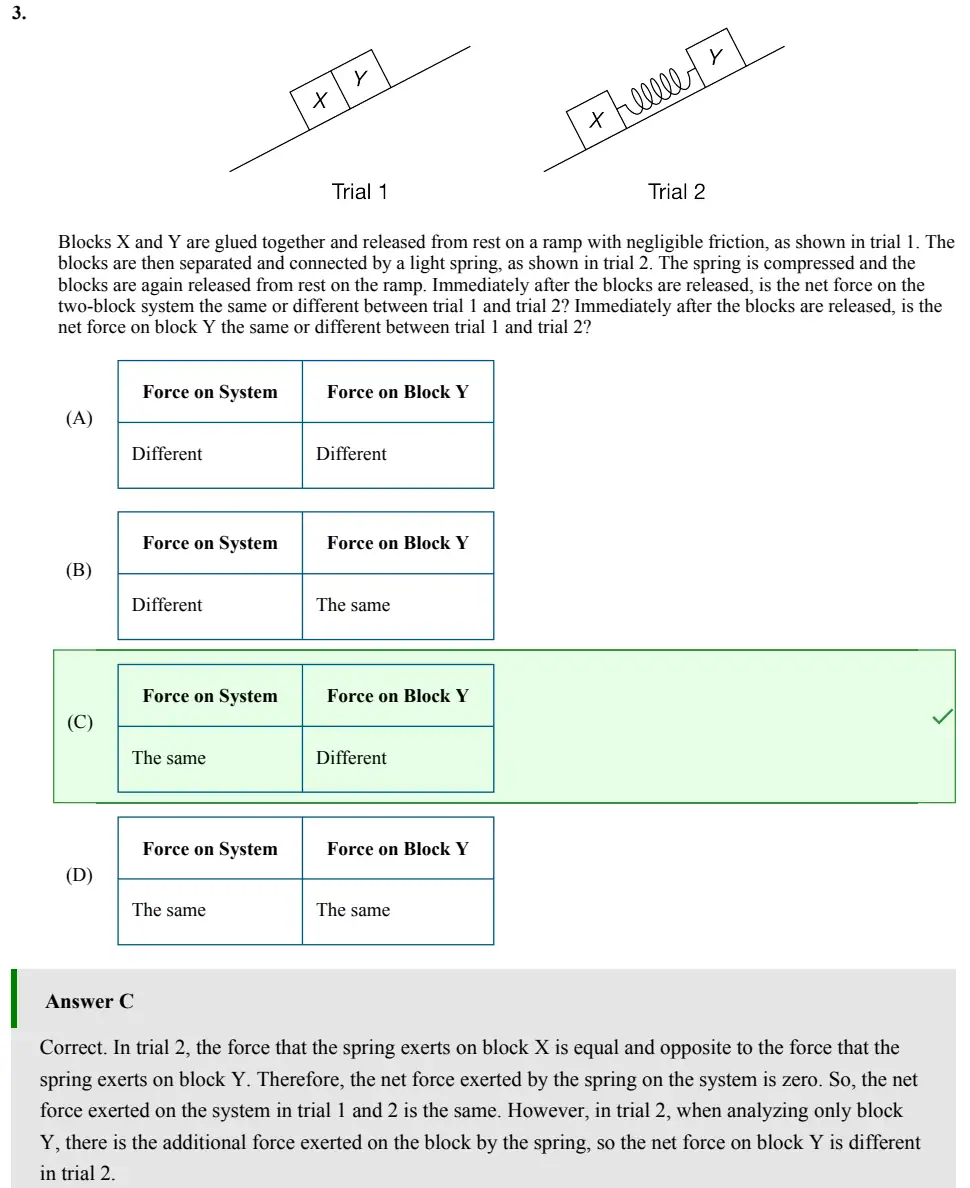 3.
X Y X Y
Trial 1 Trial 2
Blocks X and Y are glued together and released from rest on a ramp with negligible friction, as shown in trial 1. The
blocks are then separated and connected by a light spring, as shown in trial 2. The spring is compressed and the
blocks are again released from rest on the ramp. Immediately after the blocks are released, is the net force on the
two-block system the same or different between trial 1 and trial 2? Immediately after the blocks are released, is the
net force on block Y the same or different between trial 1 and trial 2?
(A)
Force on System Force on Block Y
Different Different
(B)
Force on System Force on Block Y
Different The same
(C)
Force on System Force on Block Y
The same Different
(D)
Force on System Force on Block Y
The same The same
Answer C
Correct. In trial 2, the force that the spring exerts on block X is equal and opposite to the force that the
spring exerts on block Y. Therefore, the net force exerted by the spring on the system is zero. So, the net
force exerted on the system in trial 1 and 2 is the same. However, in trial 2, when analyzing only block
Y, there is the additional force exerted on the block by the spring, so the net force on block Y is different
in trial 2.